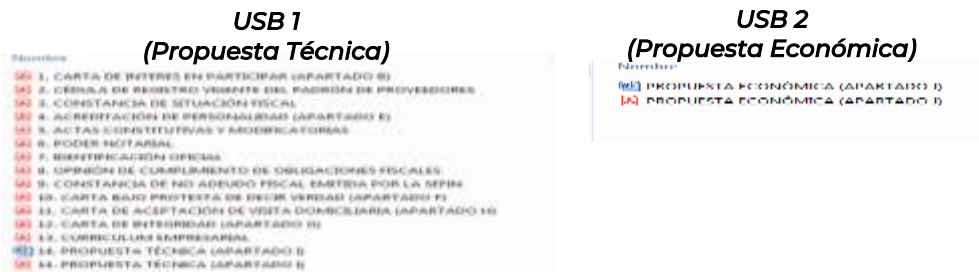 USB 1
(Propuesta Técnica)
Nombre
1. CARTA DE INTERES EN PARTICIPAR (APARTADO B)
2. CÉDULA DE REGISTRO VIGENTE DEL PADRÓN DE PROVEEDORES
3. CONSTANCIA DE SITUACIÓN FISCAL
4. ACREDITACIÓN DE PERSONALIDAD (APARTADO E)
5. ACTAS CONSTITUTIVAS Y MODIFICATORIAS
6. PODER NOTARIAL
7. IDENTIFICACIÓN OFICIAL
8. OPINIÓN DE CUMPLIMIENTO DE OBLIGACIONES FISCALES
9. CONSTANCIA DE NO ADEUDO FISCAL EMITIDA POR LA SEFIN
10. CARTA BAJO PROTESTA DE DECIR VERDAD (APARTADO F)
11. CARTA DE ACEPTACIÓN DE VISITA DOMICILIARIA (APARTADO H)
12. CARTA DE INTEGRIDAD (APARTADO G)
13. CURRICULUM EMPRESARIAL
14. PROPUESTA TÉCNICA (APARTADO I)
14. PROPUESTA TÉCNICA (APARTADO I)
USB 2
(Propuesta Económica)
Nombre
PROPUESTA ECONÓMICA (APARTADO J)
PROPUESTA ECONÓMICA (APARTADO J)